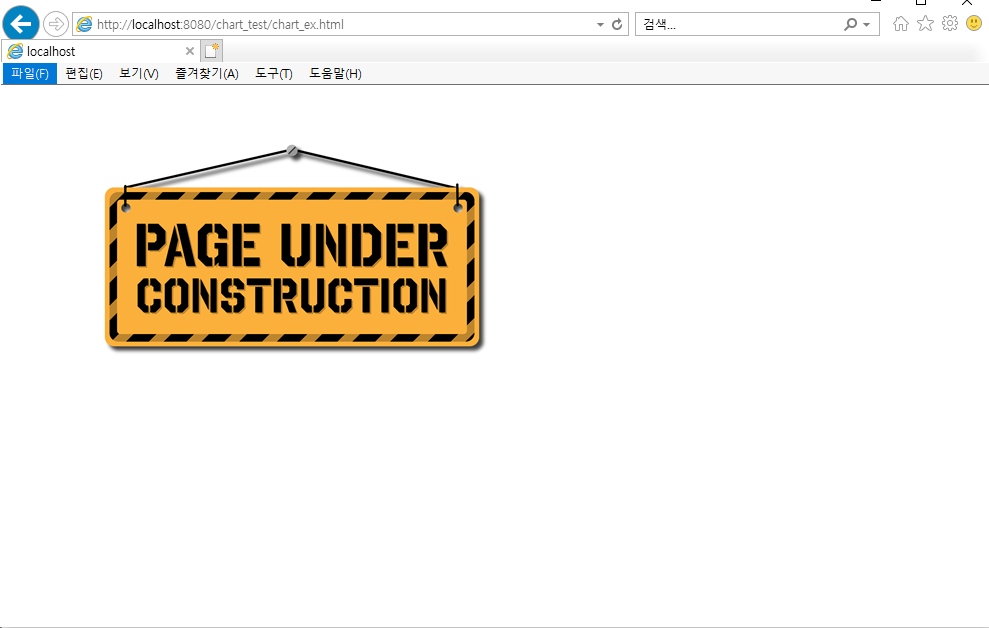 http://localhost:8080/chart_test/chart_ex.html
검색...
localhost
파일(F) 편집(E) 보기(V) 즐겨찾기(A) 도구(T) 도움말(H)
PAGE UNDER
CONSTRUCTION